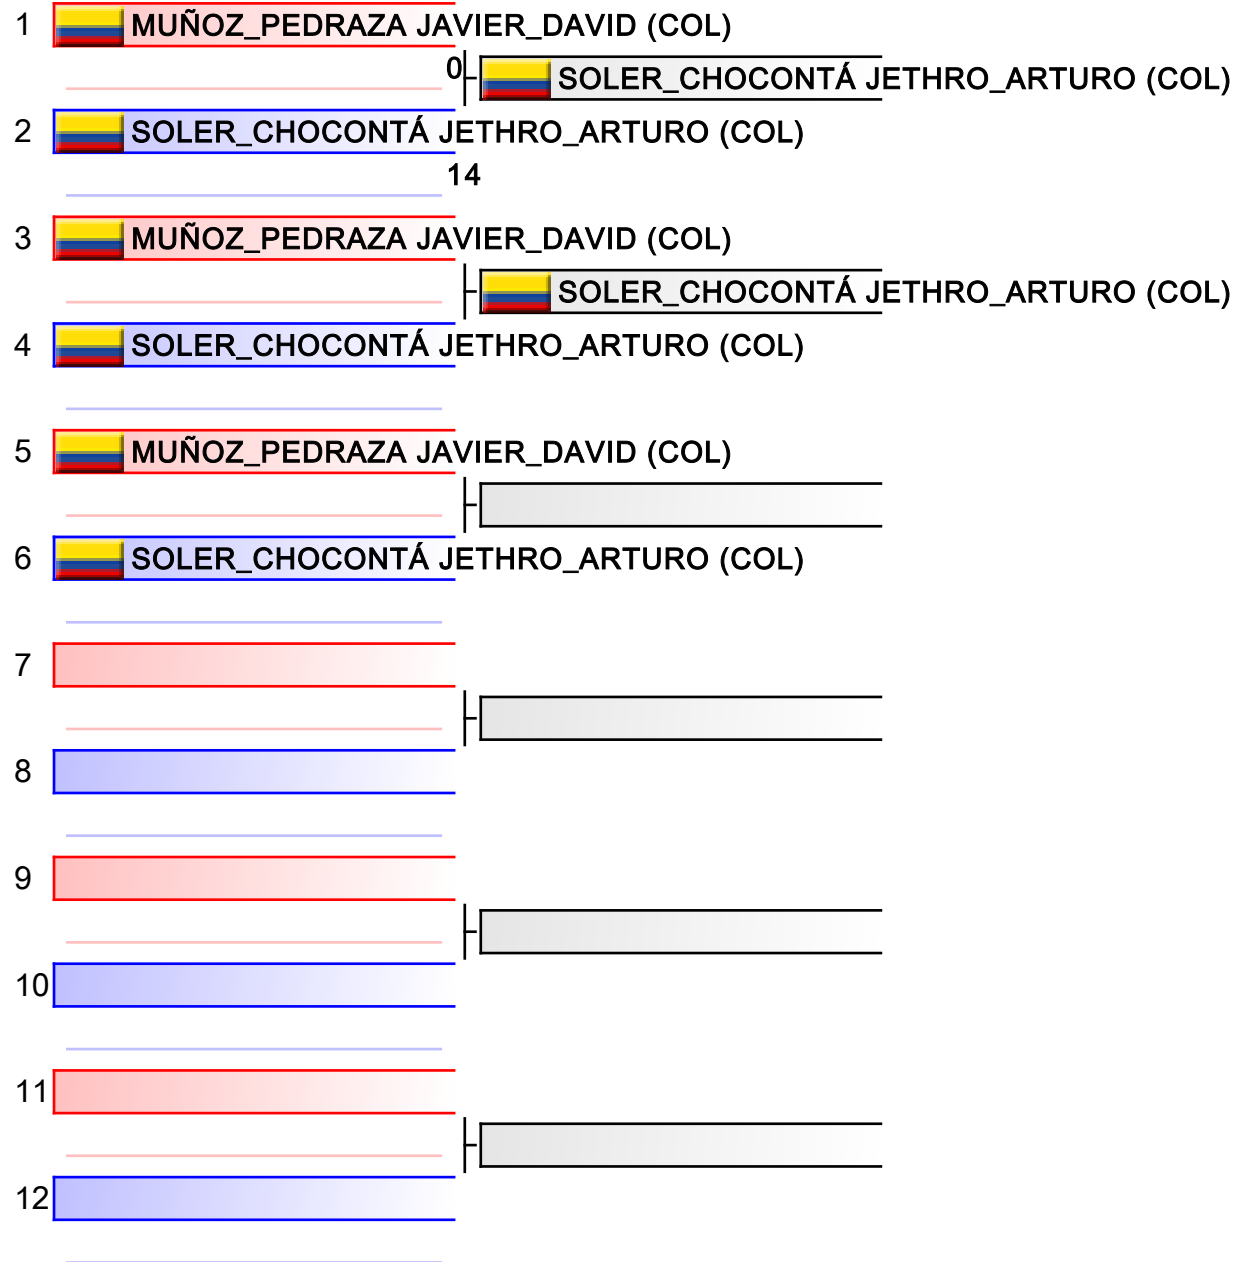 1 MUÑOZ_PEDRAZA JAVIER_DAVID (COL)
0 SOLER_CHOCONTÁ JETHRO_ARTURO (COL)
2 SOLER_CHOCONTÁ JETHRO_ARTURO (COL)
14
3 MUÑOZ_PEDRAZA JAVIER_DAVID (COL)
SOLER_CHOCONTÁ JETHRO_ARTURO (COL)
4 SOLER_CHOCONTÁ JETHRO_ARTURO (COL)
5 MUÑOZ_PEDRAZA JAVIER_DAVID (COL)
6 SOLER_CHOCONTÁ JETHRO_ARTURO (COL)
7
8
9
10
11
12